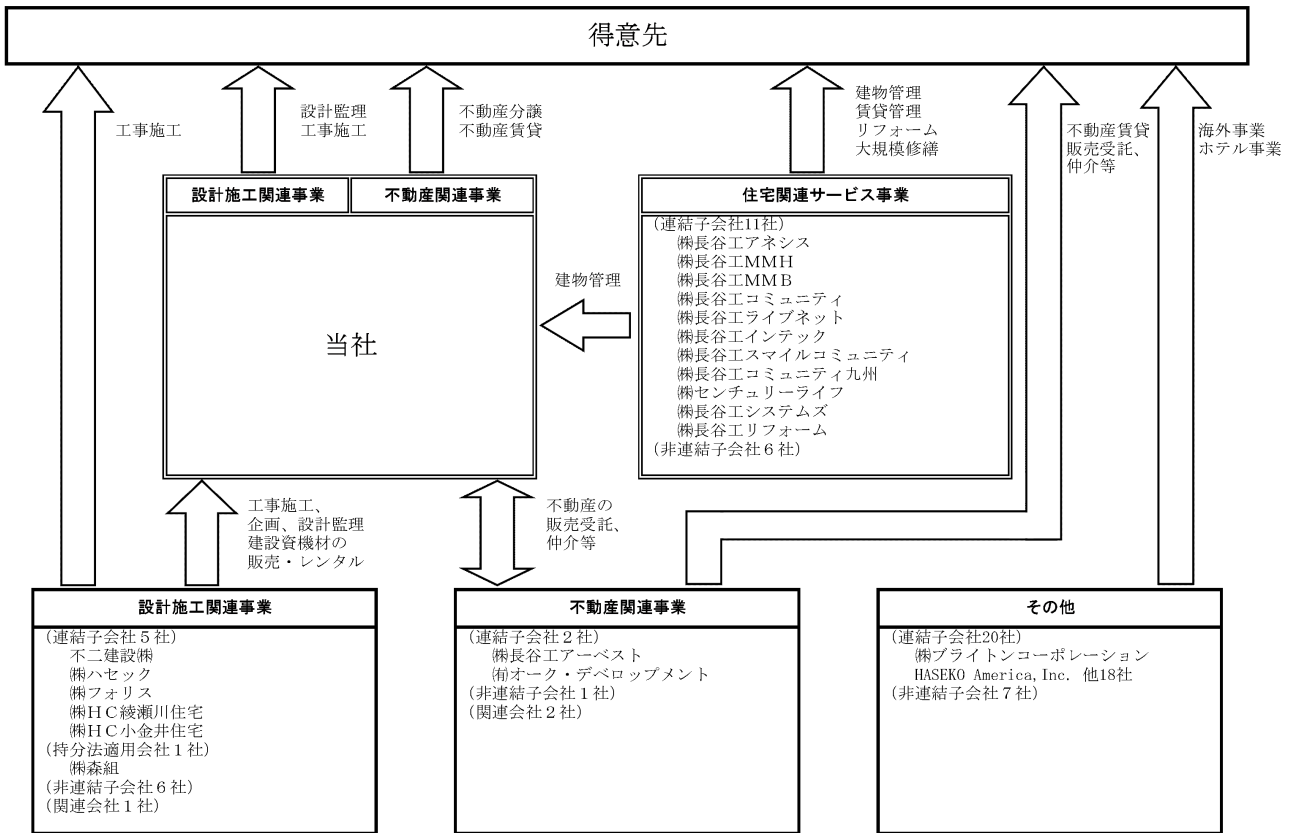 得意先
工事施工
設計監理
工事施工
不動産分譲
不動産賃貸
建物管理
賃貸管理
リフォーム
大規模修繕
不動産賃貸
販売受託、
仲介等
海外事業
ホテル事業
設計施工関連事業
不動産関連事業
当社
建物管理
住宅関連サービス事業
(連結子会社11社)
㈱長谷工アネシス
㈱長谷工ＭＭＨ
㈱長谷工ＭＭＢ
㈱長谷工コミュニティ
㈱長谷工ライブネット
㈱長谷工インテック
㈱長谷工スマイルコミュニティ
㈱長谷工コミュニティ九州
㈱センチュリーライフ
㈱長谷工システムズ
㈱長谷工リフォーム
(非連結子会社６社)
工事施工、
企画、設計監理
建設資機材の
販売・レンタル
不動産の
販売受託、
仲介等
設計施工関連事業
(連結子会社５社)
不二建設㈱
㈱ハセック
㈱フォリス
㈱ＨＣ綾瀬川住宅
㈱ＨＣ小金井住宅
(持分法適用会社１社)
㈱森組
(非連結子会社６社)
(関連会社１社)
不動産関連事業
(連結子会社２社)
㈱長谷工アーベスト
㈲オーク・デベロップメント
(非連結子会社１社)
(関連会社２社)
その他
(連結子会社20社)
㈱ブライトンコーポレーション
HASEKO America,Inc. 他18社
(非連結子会社７社)